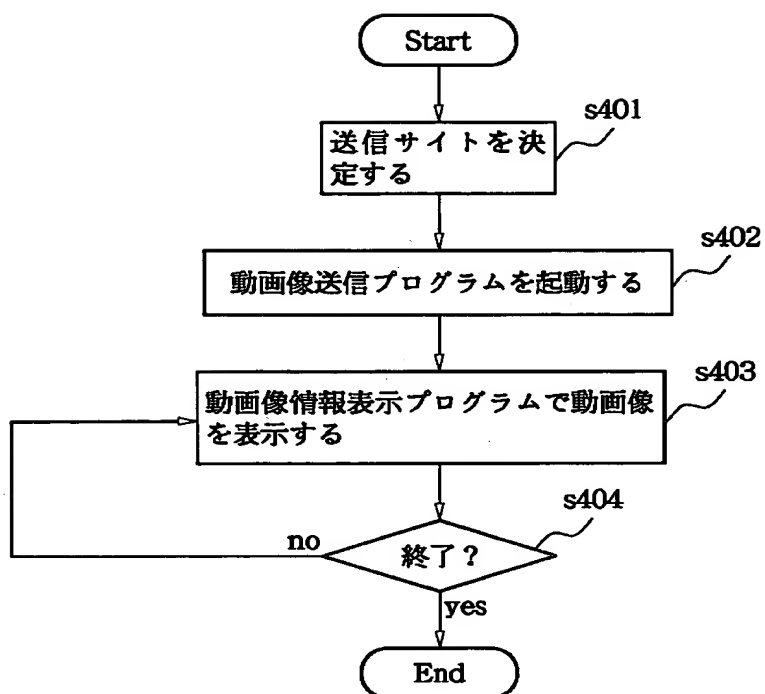 Start
s401
送信サイトを決
定する
s402
動画像送信プログラムを起動する
s403
動画像情報表示プログラムで動画像
を表示する
s404
終了？
no
yes
End